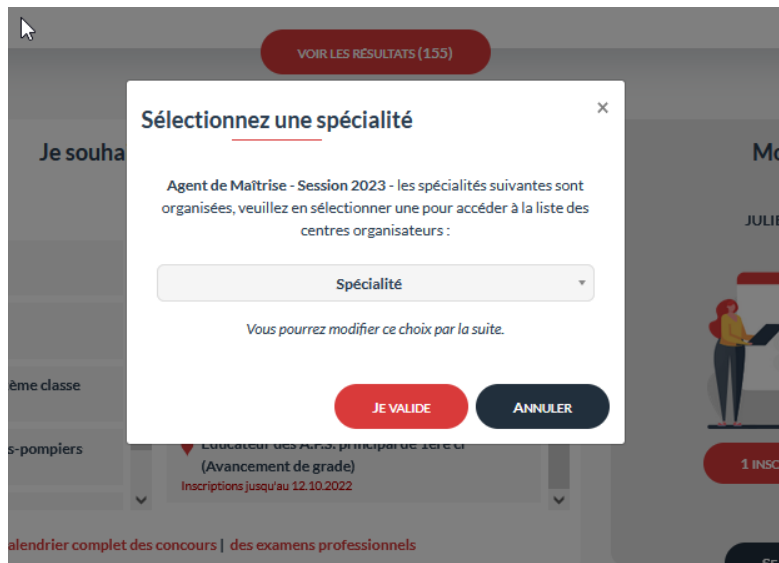 VOIR LES RÉSULTATS (155)
Sélectionnez une spécialité
×
Je souha
Mo
Agent de Maîtrise - Session 2023 - les spécialités suivantes sont
organisées, veuillez en sélectionner une pour accéder à la liste des
centres organisateurs :
JULIE
Spécialité
Vous pourrez modifier ce choix par la suite.
ème classe
JE VALIDE
ANNULER
s-pompiers
(Avancement de grade)
Inscriptions jusqu'au 12.10.2022
1 INSC
alendrier complet des concours | des examens professionnels